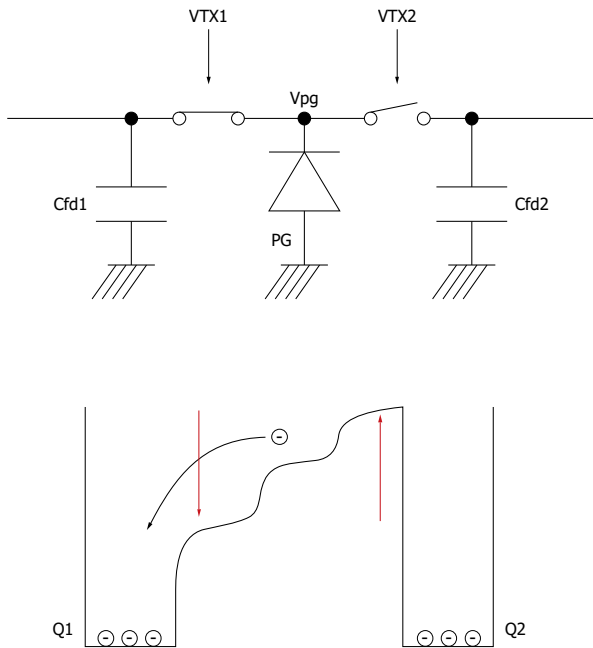 VTX1 VTX2
Vpg
Cfd1 Cfd2
PG
-
Q1 - - - - - - Q2